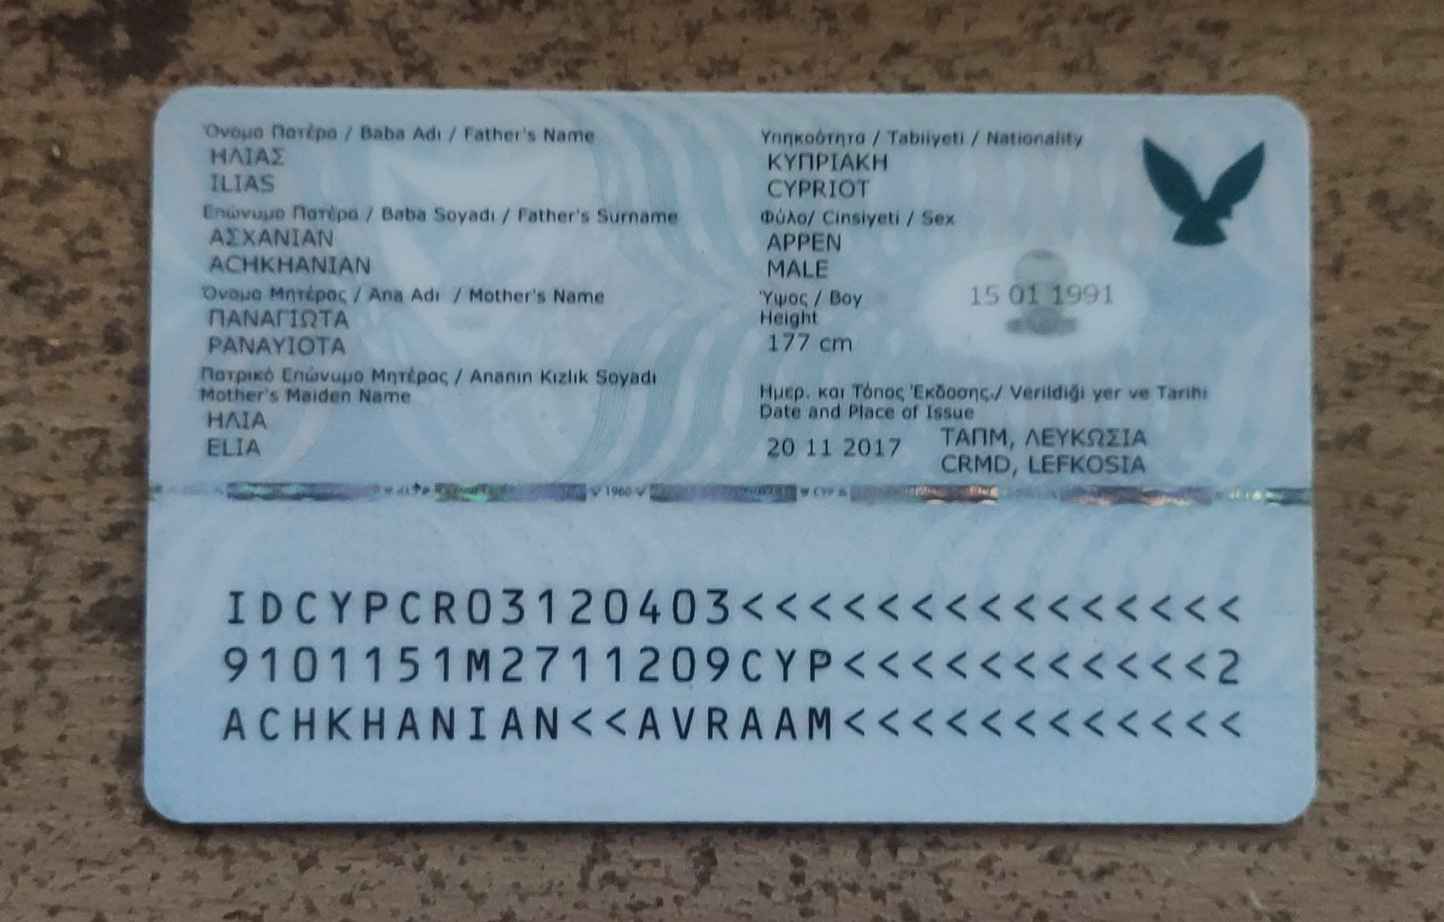 Όνομα Πατέρα / Baba Adı / Father's Name
ΗΛΙΑΣ
ILIAS
Επώνυμο Πατέρα / Baba Soyadı / Father's Surname
ΑΣΧΑΝΙΑΝ
ACHKHANIAN
Όνομα Μητέρας / Ana Adı / Mother's Name
ΠΑΝΑΓΙΩΤΑ
PANAYIOTA
Πατρικό Επώνυμο Μητέρας / Ananın Kızlık Soyadı
Mother's Maiden Name
ΗΛΙΑ
ELIA
Υπηκοότητα / Tabiiyeti / Nationality
ΚΥΠΡΙΑΚΗ
CYPRIOT
Φύλο/ Cinsiyeti / Sex
ΑΡΡΕΝ
MALE
Ύψος / Boy
Height
177 cm
15 01 1991
Ημερ. και Τόπος Έκδοσης./ Verildiği yer ve Tarihi
Date and Place of Issue
20 11 2017 ΤΑΠΜ, ΛΕΥΚΩΣΙΑ
CRMD, LEFKOSIA
1960
CYP
IDCYPCR03120403<<<<<<<<<<<<<<<
9101151M2711209CYP<<<<<<<<<<<2
ACHKHANIAN<<AVRAAM<<<<<<<<<<<<